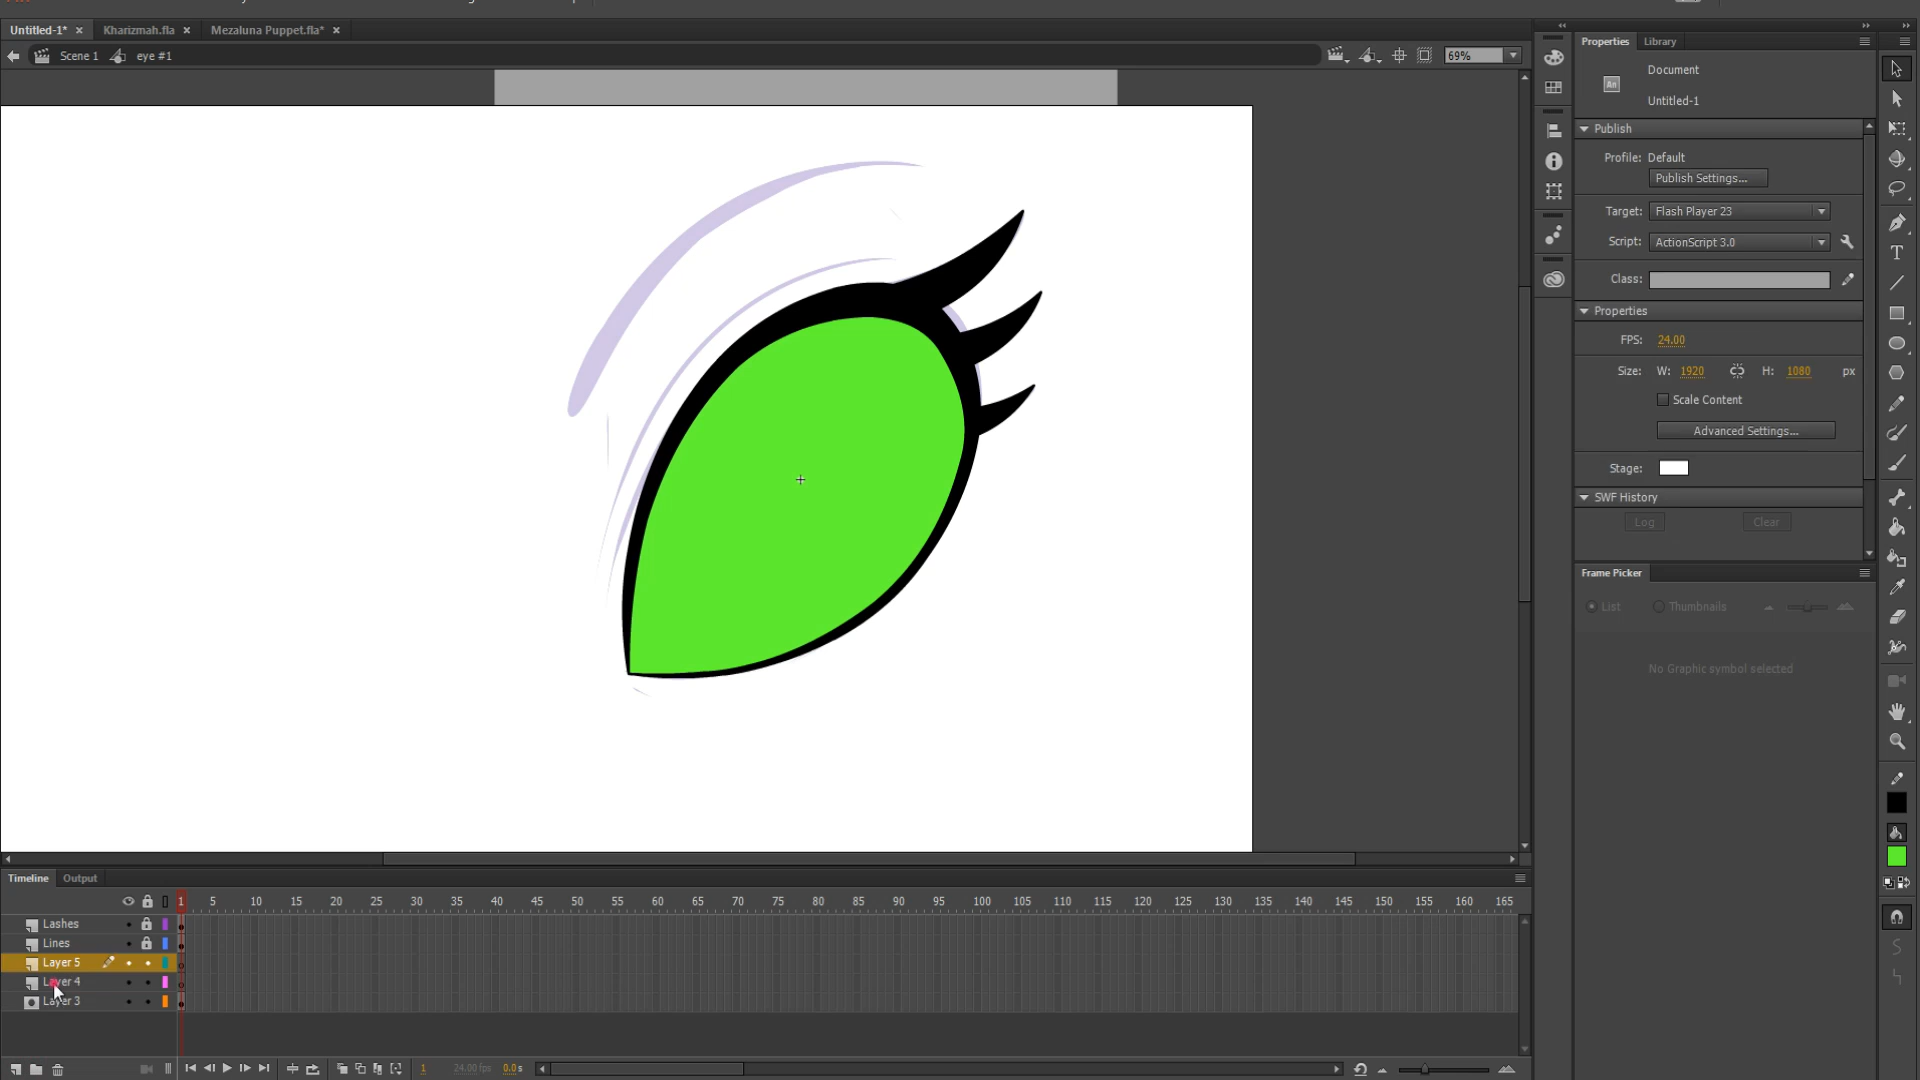 Untitled-1* × Kharizmah.fla × Mezaluna Puppet.fla* ×
Scene 1 eye #1 69%
Properties Library
Document
An
Untitled-1
Publish
Profile: Default
Publish Settings...
Target: Flash Player 23
Script: ActionScript 3.0
Class:
Properties
FPS: 24.00
Size: W: 1920 H: 1080 px
Scale Content
Advanced Settings...
Stage:
SWF History
Log Clear
Frame Picker
List Thumbnails
No Graphic symbol selected
Timeline Output
1 5 10 15 20 25 30 35 40 45 50 55 60 65 70 75 80 85 90 95 100 105 110 115 120 125 130 135 140 145 150 155 160 165
Lashes
Lines
Layer 5
Layer 4
Layer 3
1 24.00 fps 0.0 s